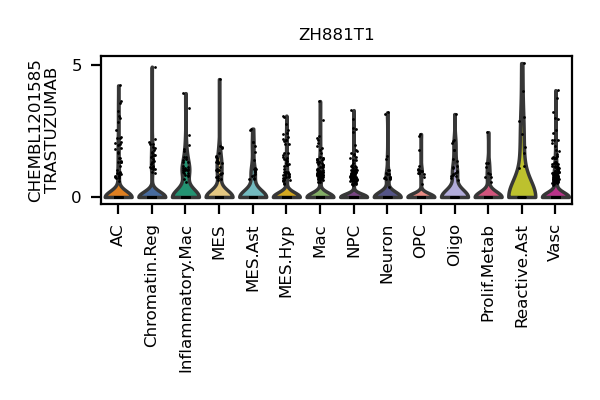 ZH881T1
CHEMBL1201585
TRASTUZUMAB
5
0
AC
Chromatin.Reg
Inflammatory.Mac
MES
MES.Ast
MES.Hyp
Mac
NPC
Neuron
OPC
Oligo
Prolif.Metab
Reactive.Ast
Vasc